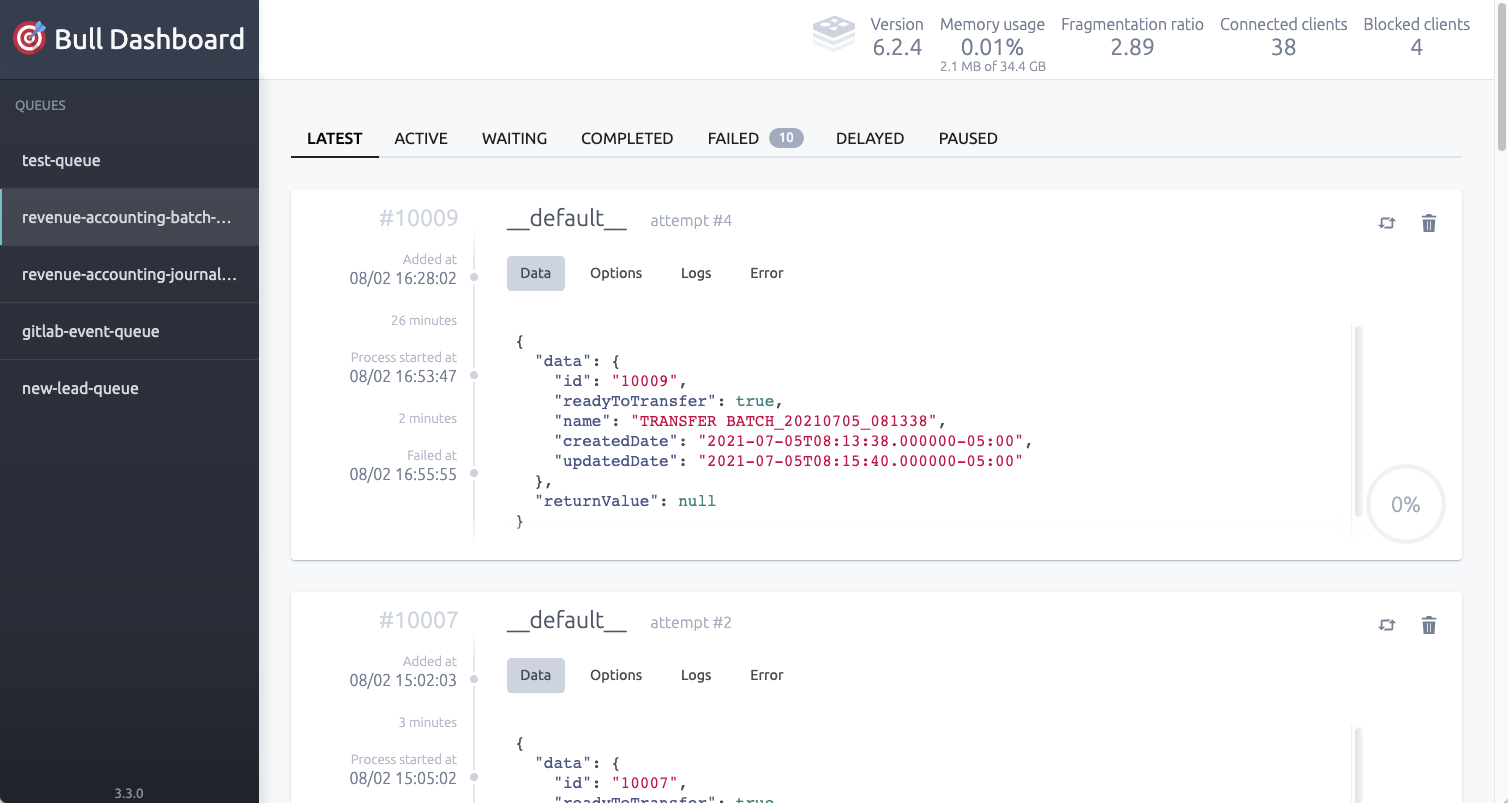 Bull Dashboard
Version
6.2.4
Memory usage
0.01%
2.1 MB of 34.4 GB
Fragmentation ratio
2.89
Connected clients
38
Blocked clients
4
QUEUES
test-queue
revenue-accounting-batch-...
revenue-accounting-journal...
gitlab-event-queue
new-lead-queue
3.3.0
LATEST ACTIVE WAITING COMPLETED FAILED 10 DELAYED PAUSED
#10009
Added at
08/02 16:28:02
26 minutes
Process started at
08/02 16:53:47
2 minutes
Failed at
08/02 16:55:55
__default__ attempt #4
Data Options Logs Error
{
"data": {
"id": "10009",
"readyToTransfer": true,
"name": "TRANSFER BATCH_20210705_081338",
"createdDate": "2021-07-05T08:13:38.000000-05:00",
"updatedDate": "2021-07-05T08:15:40.000000-05:00"
},
"returnValue": null
}
0%
#10007
Added at
08/02 15:02:03
3 minutes
Process started at
08/02 15:05:02
__default__ attempt #2
Data Options Logs Error
{
"data": {
"id": "10007",
"readyToTransfer": true